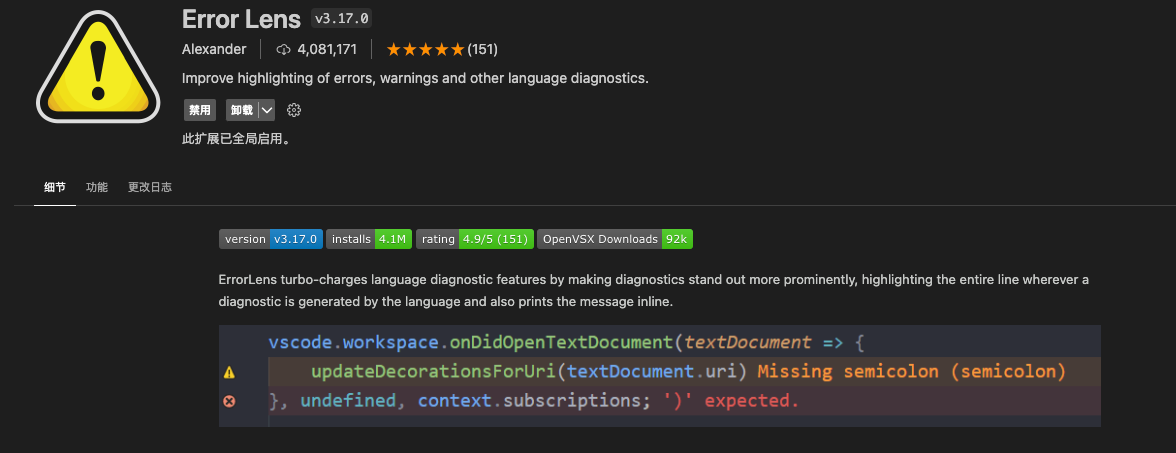 Error Lens v3.17.0
Alexander 4,081,171 (151)
Improve highlighting of errors, warnings and other language diagnostics.
禁用 卸载
此扩展已全局启用。
细节 功能 更改日志
version v3.17.0 installs 4.1M rating 4.9/5 (151) OpenVSX Downloads 92k
ErrorLens turbo-charges language diagnostic features by making diagnostics stand out more prominently, highlighting the entire line wherever a
diagnostic is generated by the language and also prints the message inline.
vscode.workspace.onDidOpenTextDocument(textDocument => {
updateDecorationsForUri(textDocument.uri) Missing semicolon (semicolon)
}, undefined, context.subscriptions; ')' expected.